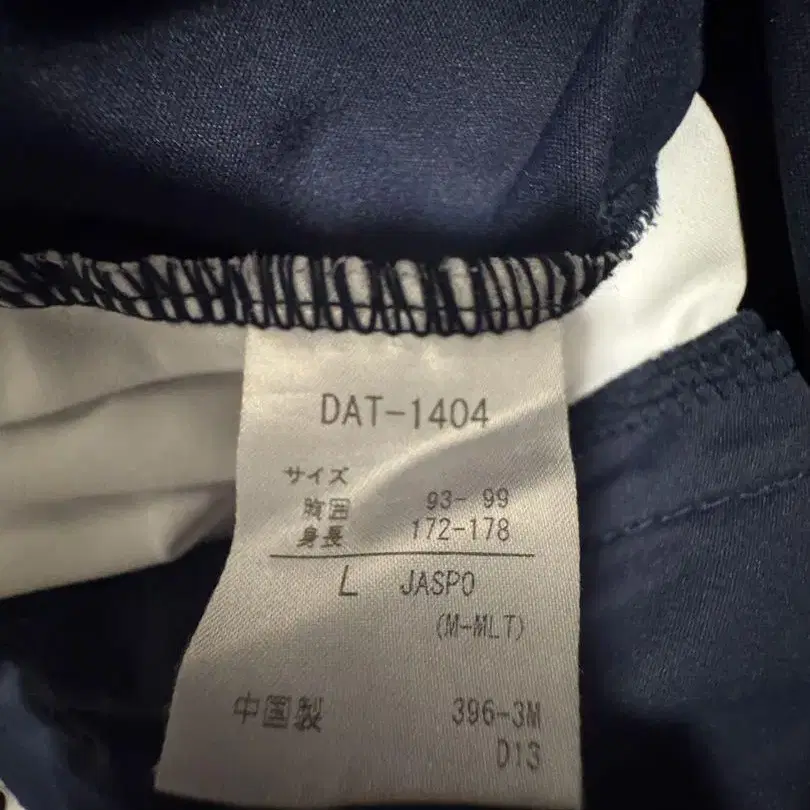 DAT-1404
サイズ
胸囲 93-99
身長 172-178
L JASPO
(M-MLT)
中国製 396-3M
D13